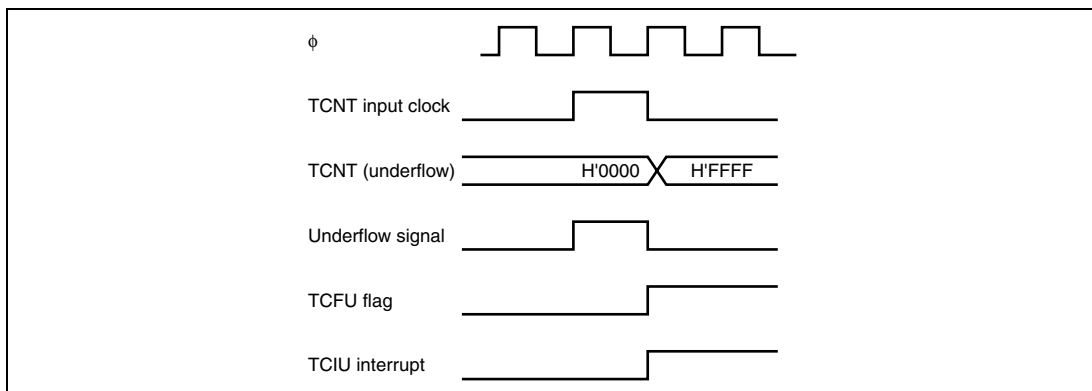 φ
TCNT input clock
TCNT (underflow) H'0000 H'FFFF
Underflow signal
TCFU flag
TCIU interrupt